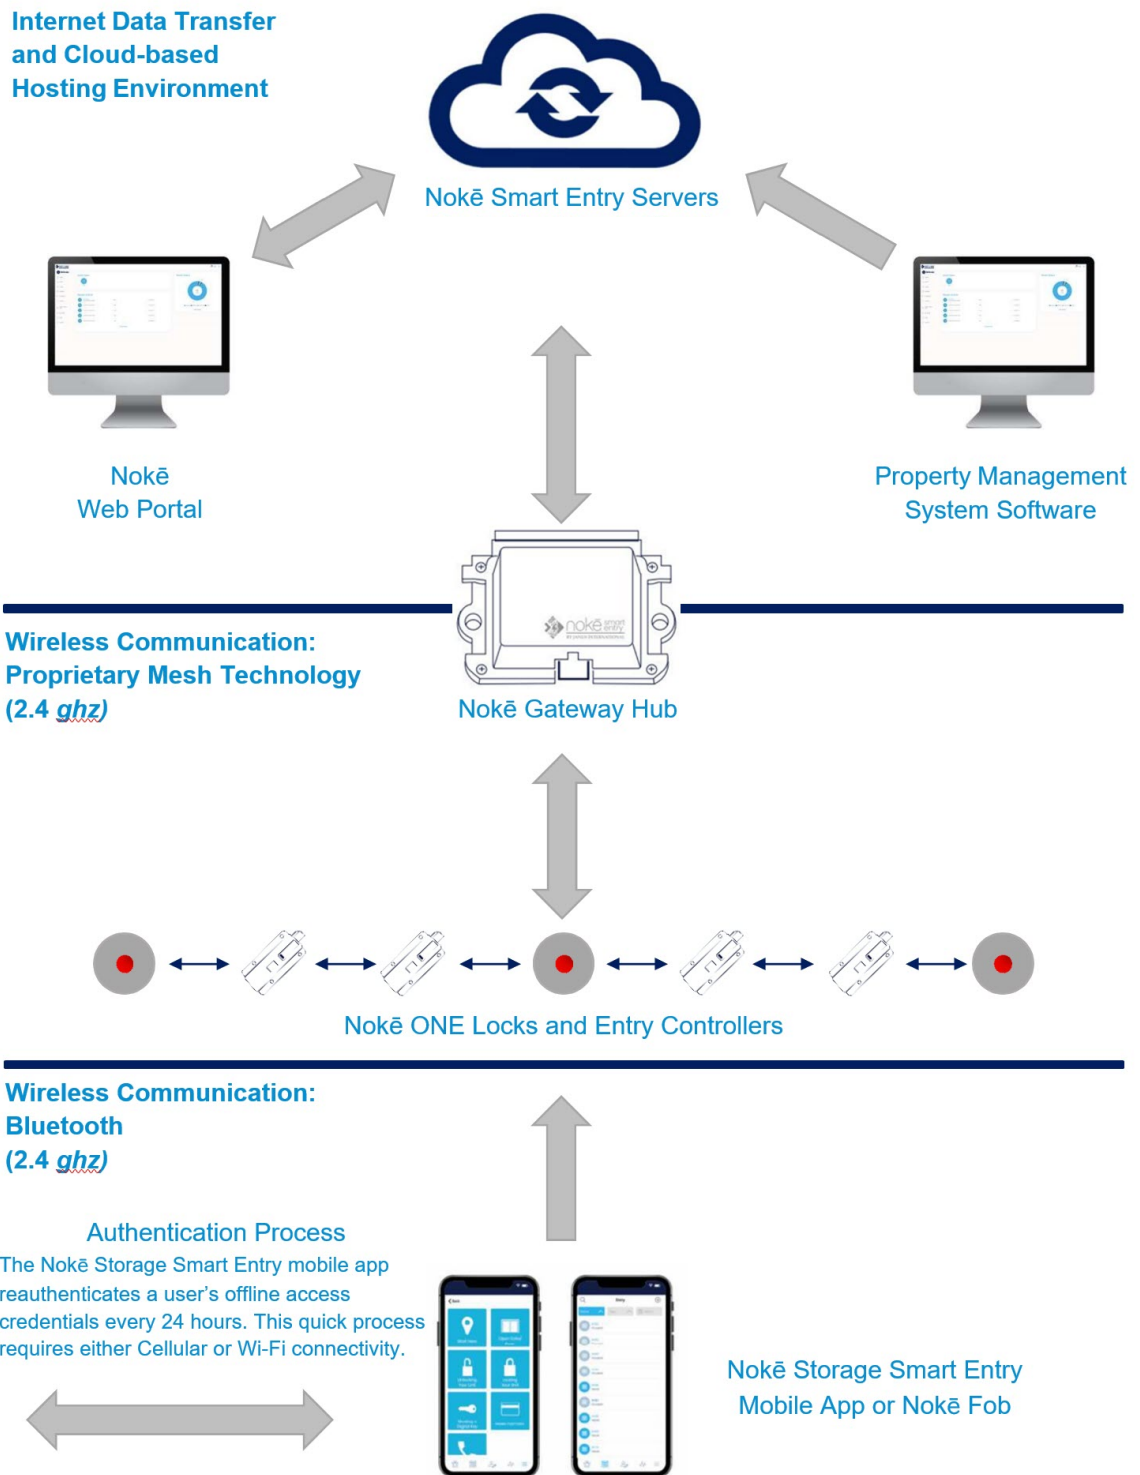 Internet Data Transfer
and Cloud-based
Hosting Environment
Nokē Smart Entry Servers
Nokē
Web Portal
Property Management
System Software
nokē smart
entry
Wireless Communication:
Proprietary Mesh Technology
(2.4 ghz)
Nokē Gateway Hub
Nokē ONE Locks and Entry Controllers
Wireless Communication:
Bluetooth
(2.4 ghz)
Authentication Process
The Nokē Storage Smart Entry mobile app
reauthenticates a user’s offline access
credentials every 24 hours. This quick process
requires either Cellular or Wi-Fi connectivity.
Nokē Storage Smart Entry
Mobile App or Nokē Fob